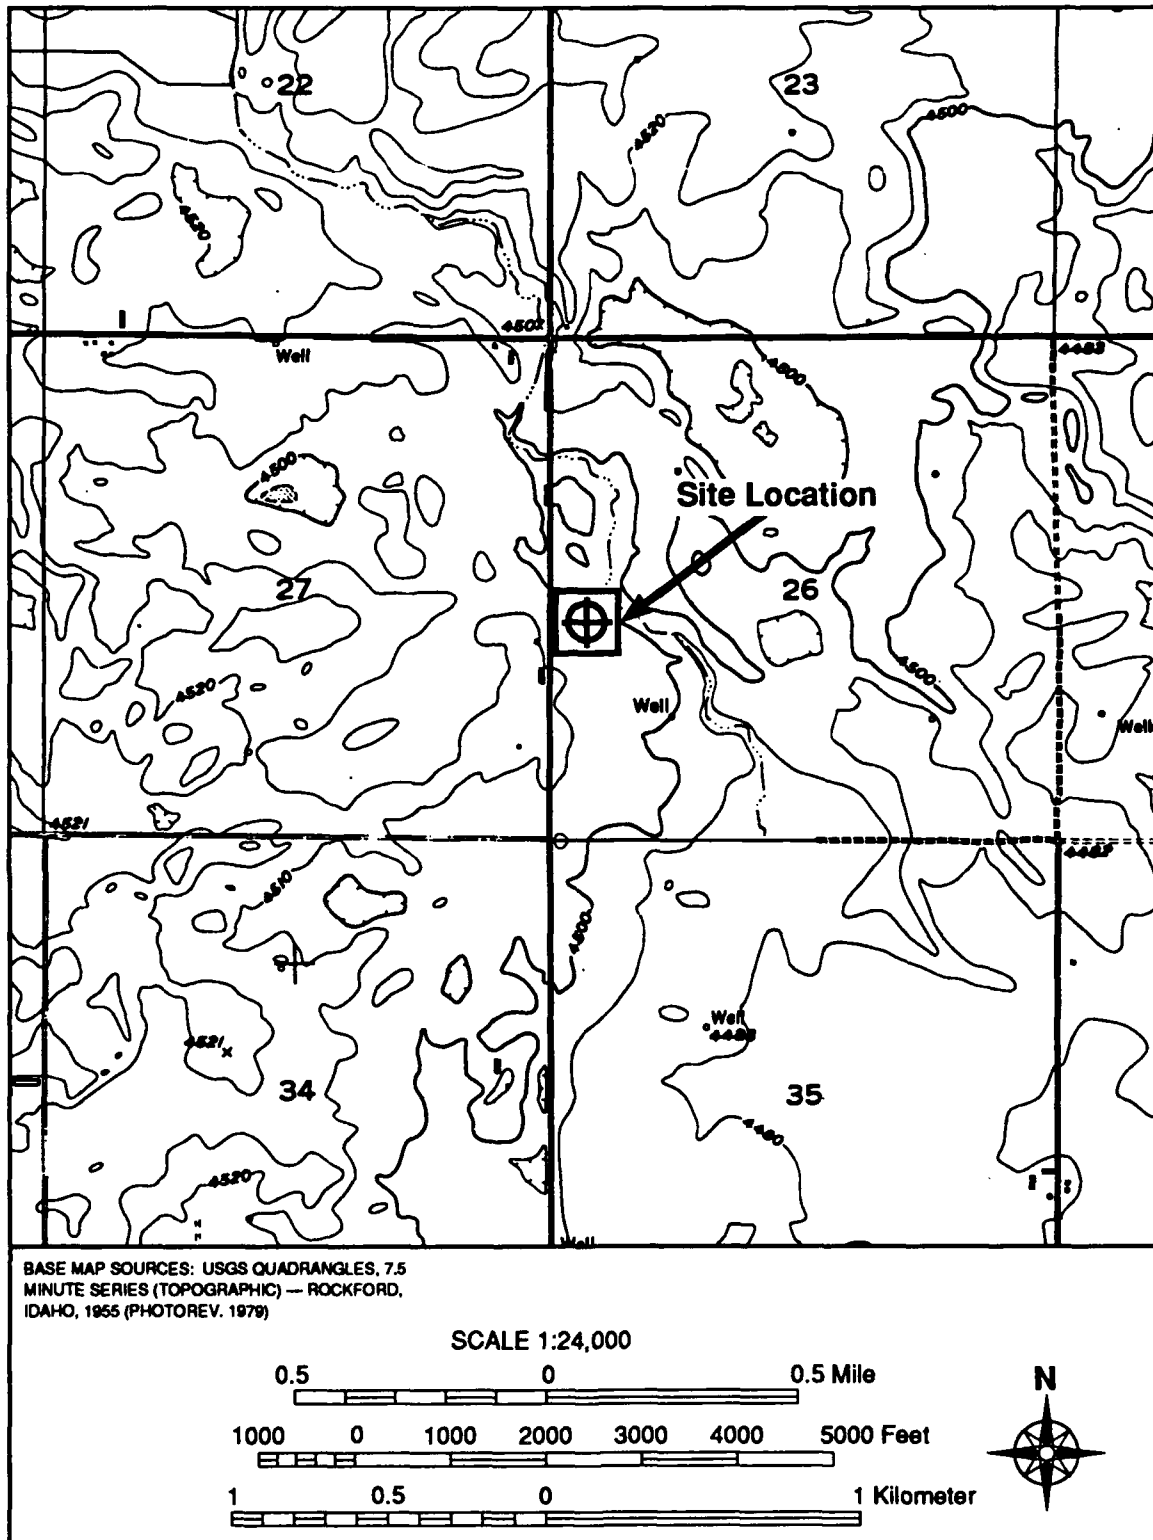 22
23
4500
4520
4520
4483
Well
4500
4500
Site Location
27
26
4500
4520
Well
Well
4521
4510
4500
Well
4521
34
35
4480
4520
Well
BASE MAP SOURCES: USGS QUADRANGLES, 7.5
MINUTE SERIES (TOPOGRAPHIC) — ROCKFORD,
IDAHO, 1955 (PHOTOREV. 1979)
SCALE 1:24,000
0.5 0 0.5 Mile
N
1000 0 1000 2000 3000 4000 5000 Feet
1 0.5 0 1 Kilometer